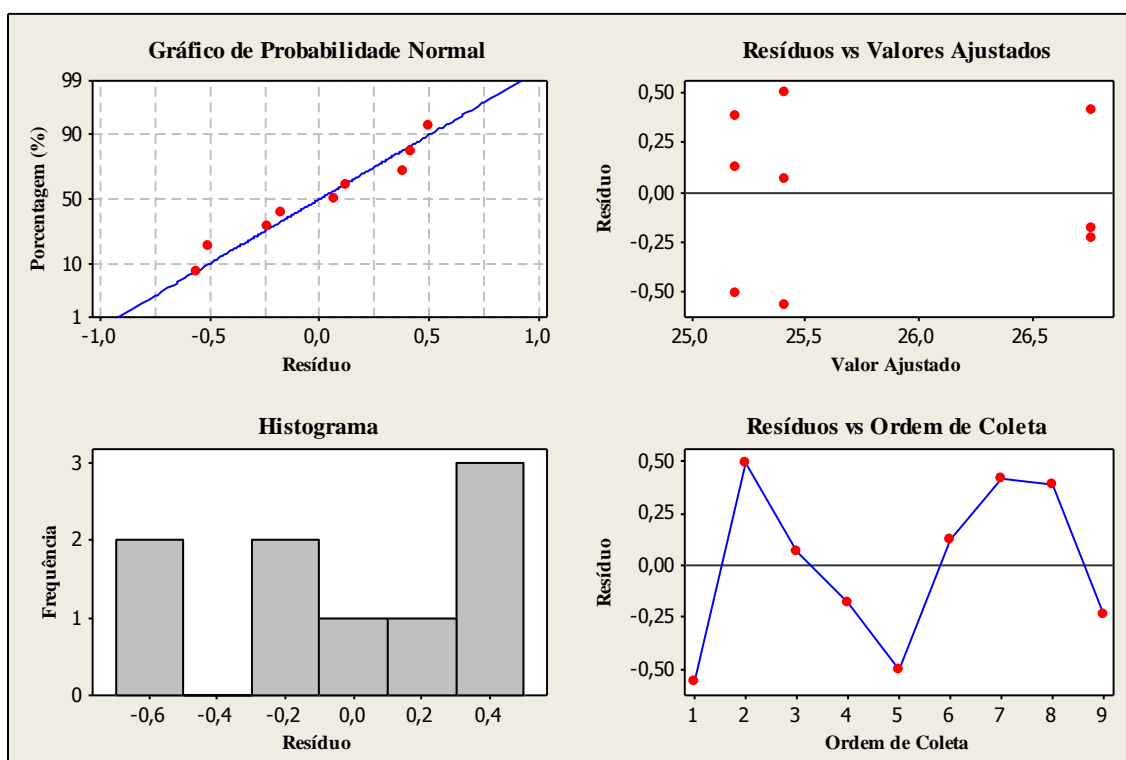 Gráfico de Probabilidade Normal
99
90
50
10
1
Porcentagem (%)
-1,0 -0,5 0,0 0,5 1,0
Resíduo
Resíduos vs Valores Ajustados
0,50
0,25
0,00
-0,25
-0,50
Resíduo
25,0 25,5 26,0 26,5
Valor Ajustado
Histograma
3
2
1
0
Frequência
-0,6 -0,4 -0,2 0,0 0,2 0,4
Resíduo
Resíduos vs Ordem de Coleta
0,50
0,25
0,00
-0,25
-0,50
Resíduo
1 2 3 4 5 6 7 8 9
Ordem de Coleta